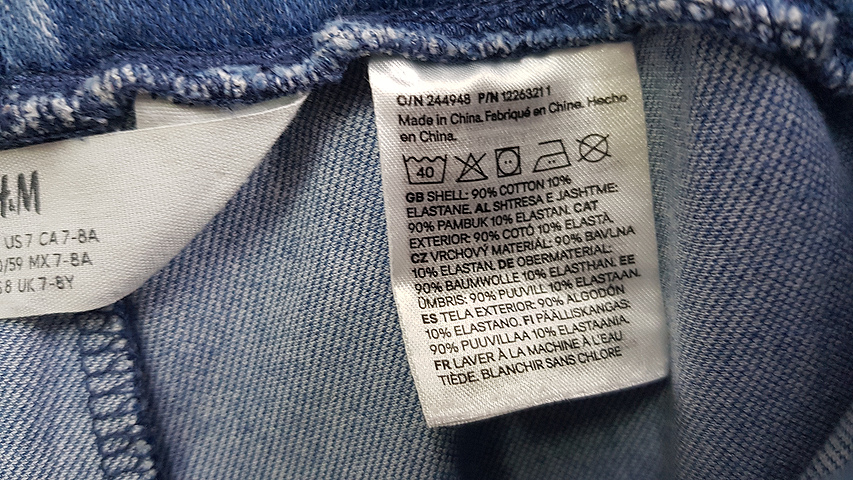 H&M
US 7 CA 7-8A
/59 MX 7-8A
8 UK 7-8Y
O/N 244948 P/N 12263211
Made in China. Fabriqué en Chine. Hecho
en China.
40
GB SHELL: 90% COTTON 10%
ELASTANE. AL SHTRESA E JASHTME:
90% PAMBUK 10% ELASTAN. CAT
EXTERIOR: 90% COTÓ 10% ELASTÀ.
CZ VRCHOVÝ MATERIÁL: 90% BAVLNA
10% ELASTAN. DE OBERMATERIAL:
90% BAUMWOLLE 10% ELASTHAN. EE
ÜMBRIS: 90% PUUVILL 10% ELASTAAN.
ES TELA EXTERIOR: 90% ALGODÓN
10% ELASTANO. FI PÄÄLLISKANGAS:
90% PUUVILLAA 10% ELASTAANIA.
FR LAVER À LA MACHINE À L'EAU
TIÈDE. BLANCHIR SANS CHLORE